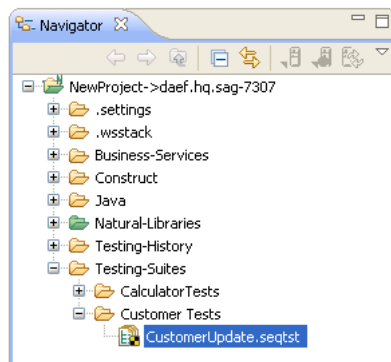 Navigator
NewProject->daef.hq.sag-7307
.settings
.wsstack
Business-Services
Construct
Java
Natural-Libraries
Testing-History
Testing-Suites
CalculatorTests
Customer Tests
CustomerUpdate.seqtst